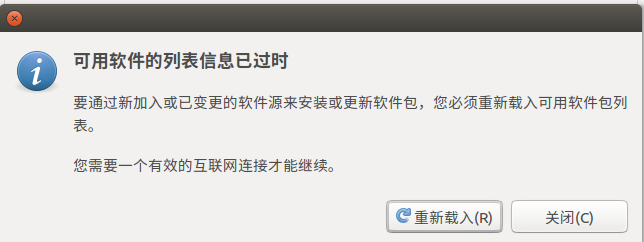 可用软件的列表信息已过时
要通过新加入或已变更的软件源来安装或更新软件包，您必须重新载入可用软件包列
表。
您需要一个有效的互联网连接才能继续。
重新载入(R) 关闭(C)